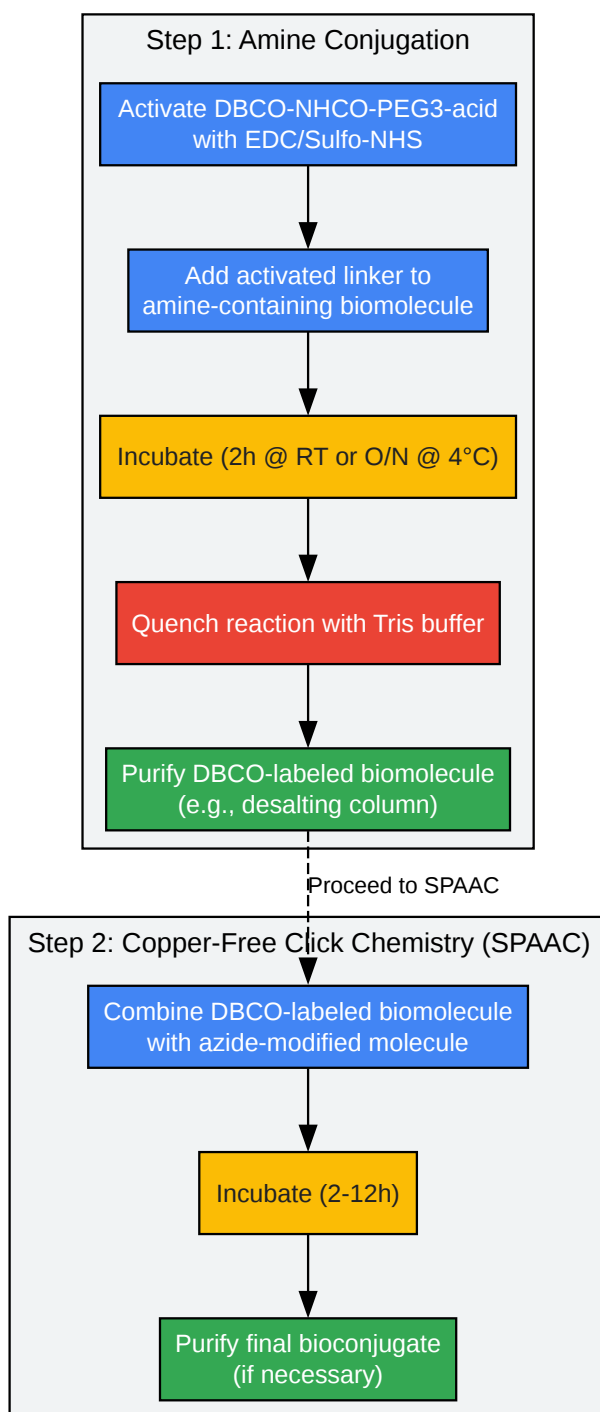 Step 1: Amine Conjugation
Activate DBCO-NHCO-PEG3-acid
with EDC/Sulfo-NHS
Add activated linker to
amine-containing biomolecule
Incubate (2h @ RT or O/N @ 4°C)
Quench reaction with Tris buffer
Purify DBCO-labeled biomolecule
(e.g., desalting column)
Proceed to SPAAC
Step 2: Copper-Free Click Chemistry (SPAAC)
Combine DBCO-labeled biomolecule
with azide-modified molecule
Incubate (2-12h)
Purify final bioconjugate
(if necessary)